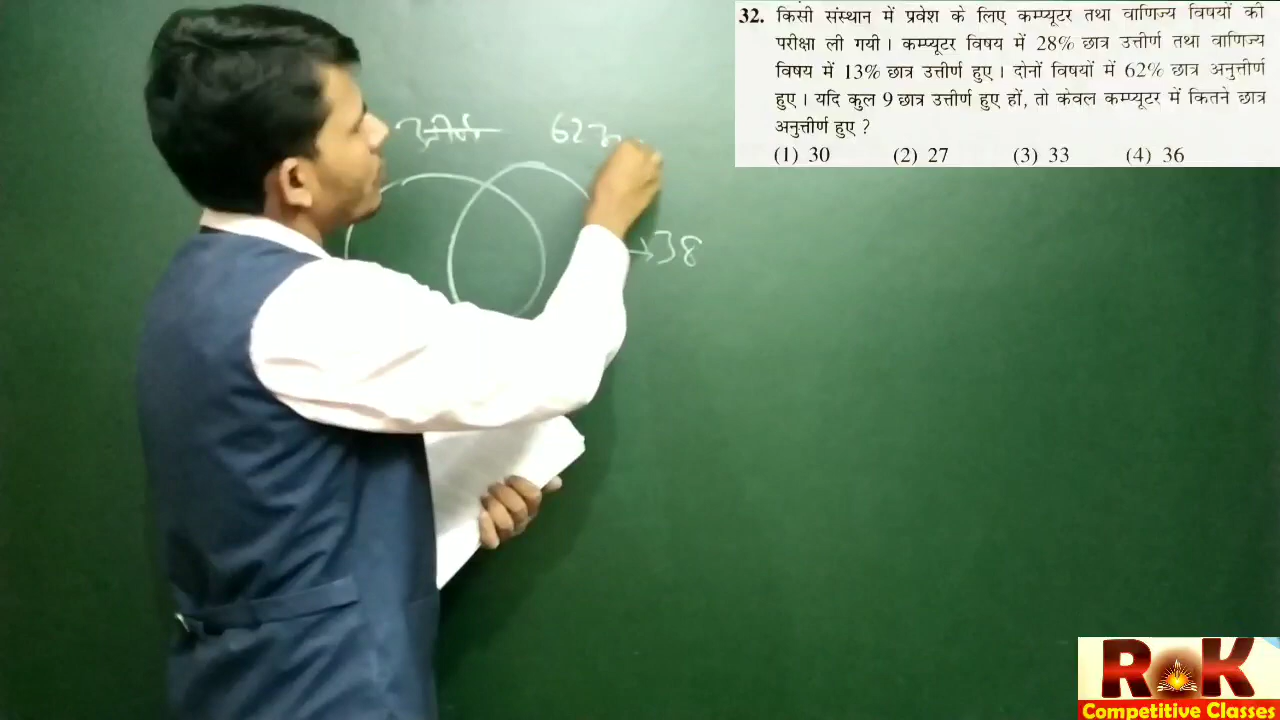 32. किसी संस्थान में प्रवेश के लिए कम्प्यूटर तथा वाणिज्य विषयों की
परीक्षा ली गयी। कम्प्यूटर विषय में 28% छात्र उत्तीर्ण तथा वाणिज्य
विषय में 13% छात्र उत्तीर्ण हुए। दोनों विषयों में 62% छात्र अनुत्तीर्ण
हुए। यदि कुल 9 छात्र उत्तीर्ण हुए हों, तो केवल कम्प्यूटर में कितने छात्र
अनुत्तीर्ण हुए ?
(1) 30 (2) 27 (3) 33 (4) 36
62
→38
ROK
Competitive Classes